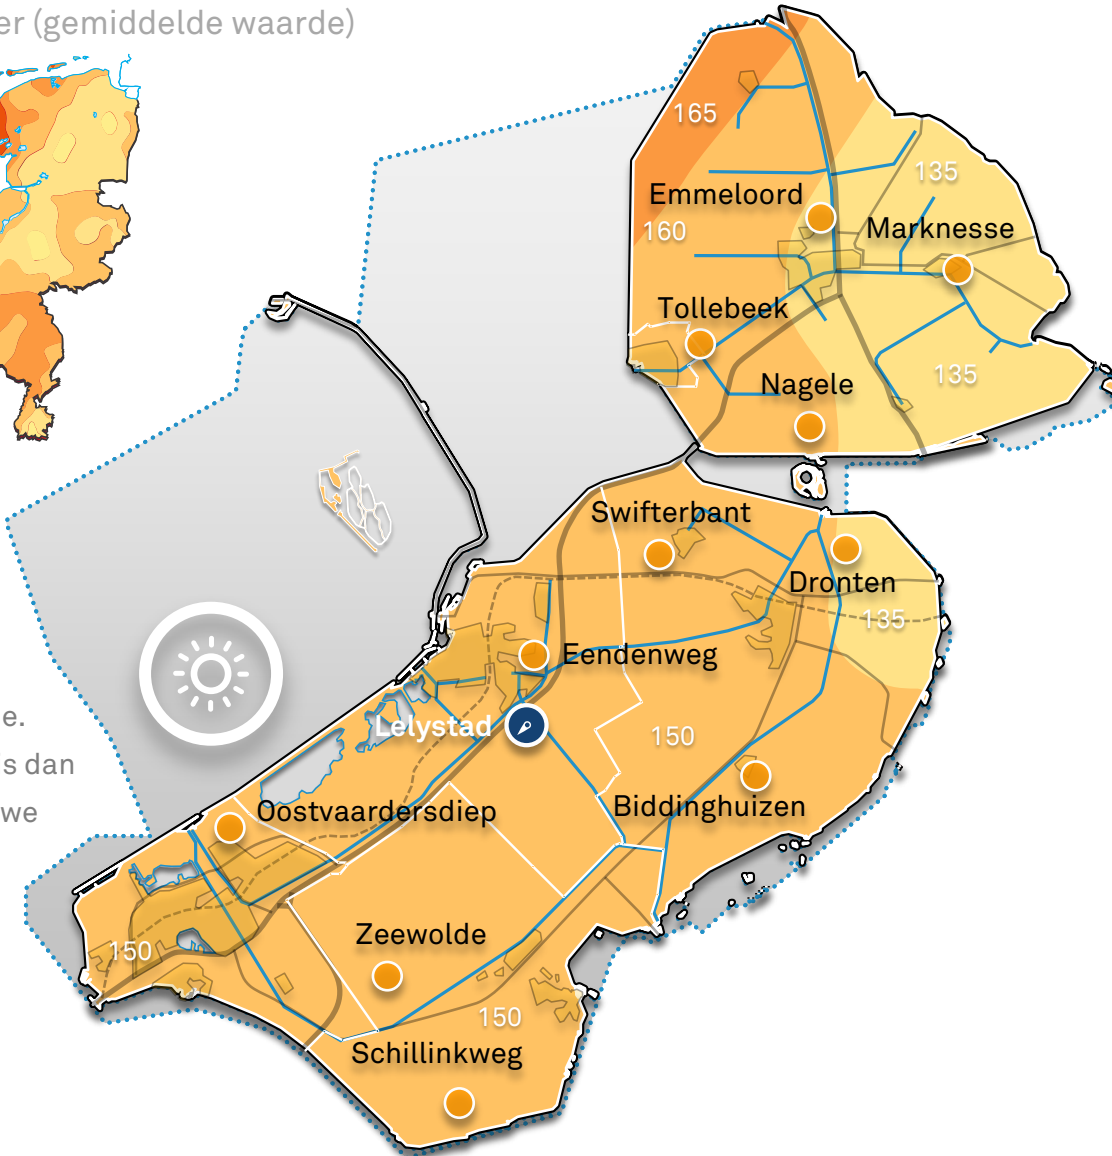 er (gemiddelde waarde)
165
135
Emmeloord
160
Marknesse
Tollebeek
135
Nagele
Swifterbant
Dronten
135
Eendenweg
e.
Lelystad
150
s dan
we
Oostvaardersdiep
Biddinghuizen
Zeewolde
150
150
Schillinkweg